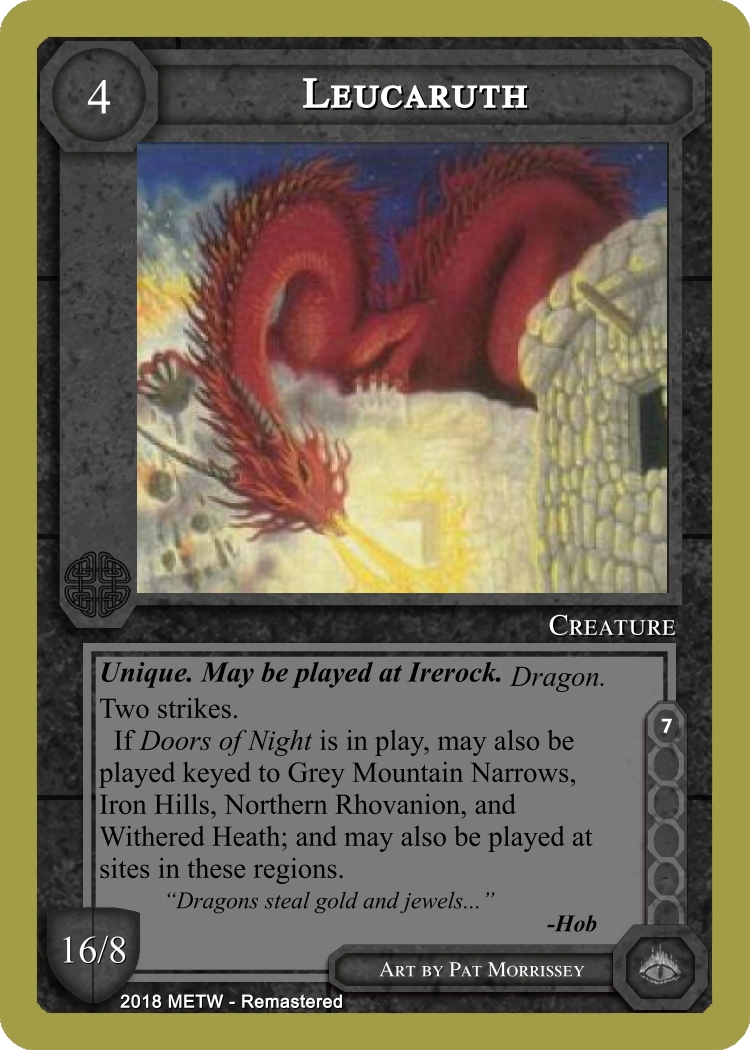 4
LEUCARUTH
CREATURE
Unique. May be played at Irerock. Dragon.
Two strikes.
If Doors of Night is in play, may also be
played keyed to Grey Mountain Narrows,
Iron Hills, Northern Rhovanion, and
Withered Heath; and may also be played at
sites in these regions.
“Dragons steal gold and jewels...”
-Hob
7
16/8
ART BY PAT MORRISSEY
2018 METW - Remastered